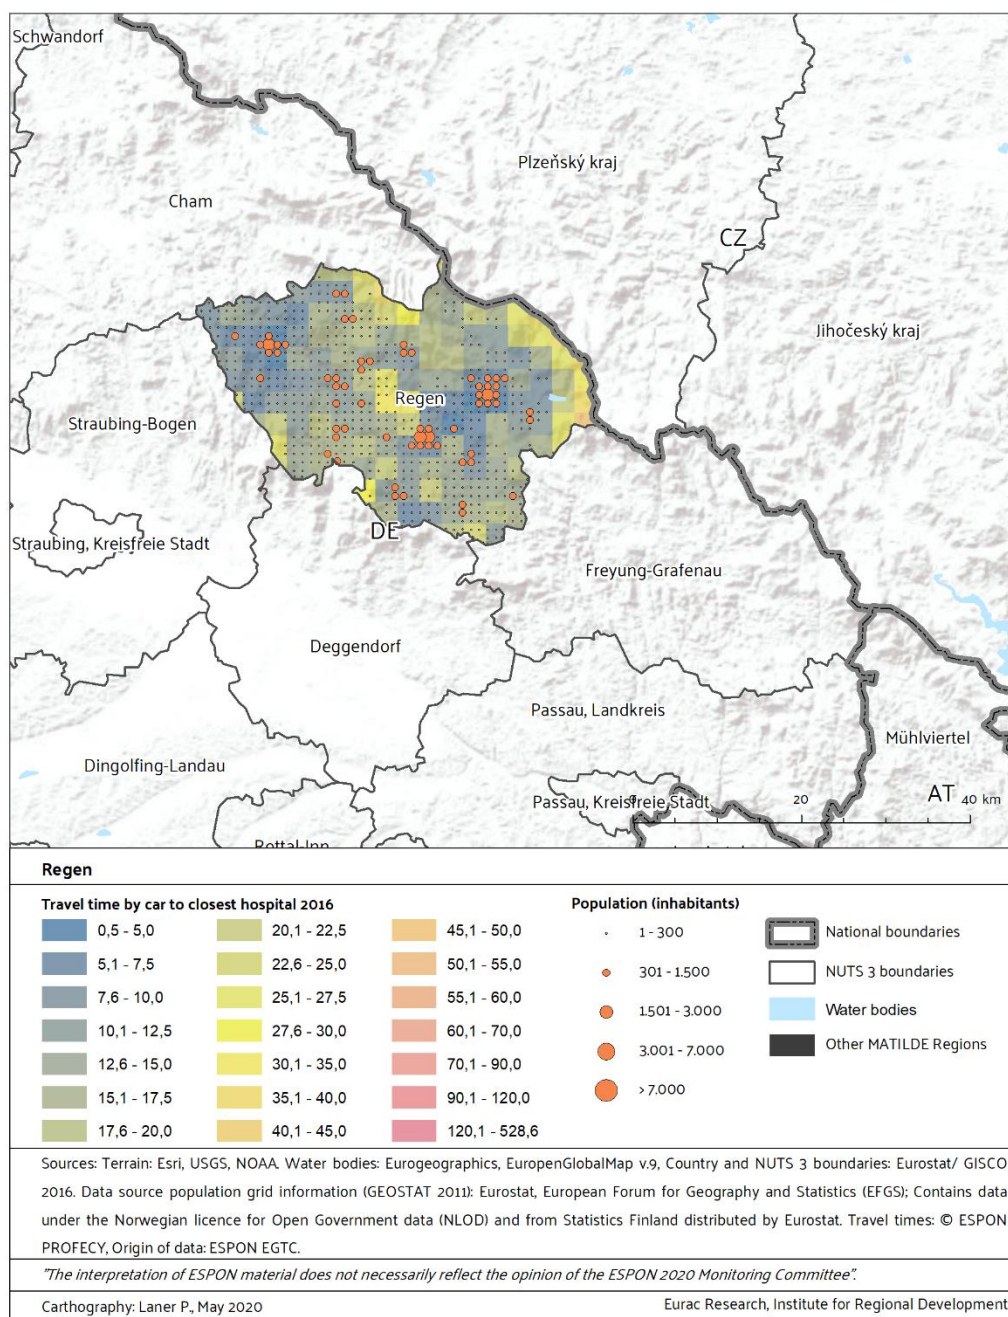 Schwandorf
Plzeňský kraj
Cham
CZ
Jihočeský kraj
Regen
Straubing-Bogen
DE
Straubing, Kreisfreie Stadt
Freyung-Grafenau
Deggendorf
Passau, Landkreis
Mühlviertel
Dingolfing-Landau
Passau, Kreisfreie Stadt
0 20 40 km
AT
Rottal-Inn
Regen
Travel time by car to closest hospital 2016
0,5 - 5,0
5,1 - 7,5
7,6 - 10,0
10,1 - 12,5
12,6 - 15,0
15,1 - 17,5
17,6 - 20,0
20,1 - 22,5
22,6 - 25,0
25,1 - 27,5
27,6 - 30,0
30,1 - 35,0
35,1 - 40,0
40,1 - 45,0
45,1 - 50,0
50,1 - 55,0
55,1 - 60,0
60,1 - 70,0
70,1 - 90,0
90,1 - 120,0
120,1 - 528,6
Population (inhabitants)
1 - 300
301 - 1.500
1.501 - 3.000
3.001 - 7.000
> 7.000
National boundaries
NUTS 3 boundaries
Water bodies
Other MATILDE Regions
Sources: Terrain: Esri, USGS, NOAA. Water bodies: Eurogeographics, EuropenGlobalMap v.9, Country and NUTS 3 boundaries: Eurostat/ GISCO
2016. Data source population grid information (GEOSTAT 2011): Eurostat, European Forum for Geography and Statistics (EFGS); Contains data
under the Norwegian licence for Open Government data (NLOD) and from Statistics Finland distributed by Eurostat. Travel times: © ESPON
PROFECY, Origin of data: ESPON EGTC.
"The interpretation of ESPON material does not necessarily reflect the opinion of the ESPON 2020 Monitoring Committee".
Carthography: Laner P., May 2020
Eurac Research, Institute for Regional Development